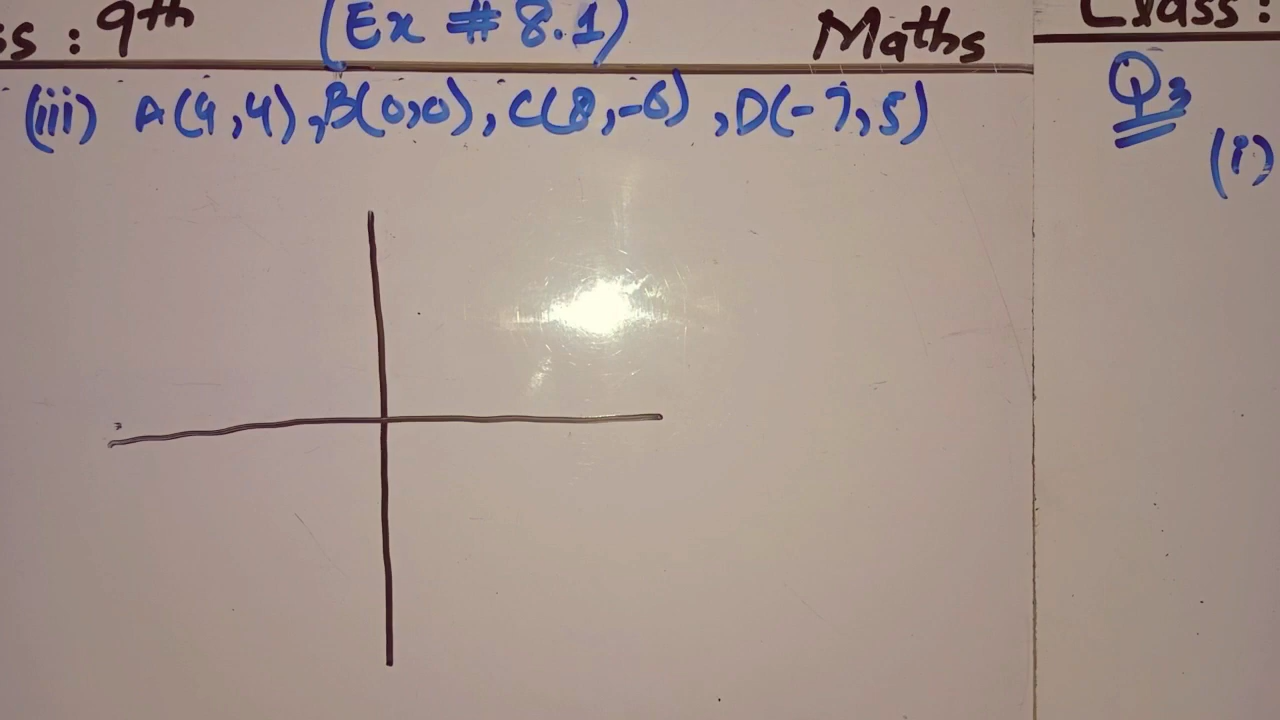 ss : 9th (Ex # 8.1) Maths
(iii) A(4,4), B(0,0), C(8,-6), D(-7,5)
Class :
Q3
(i)